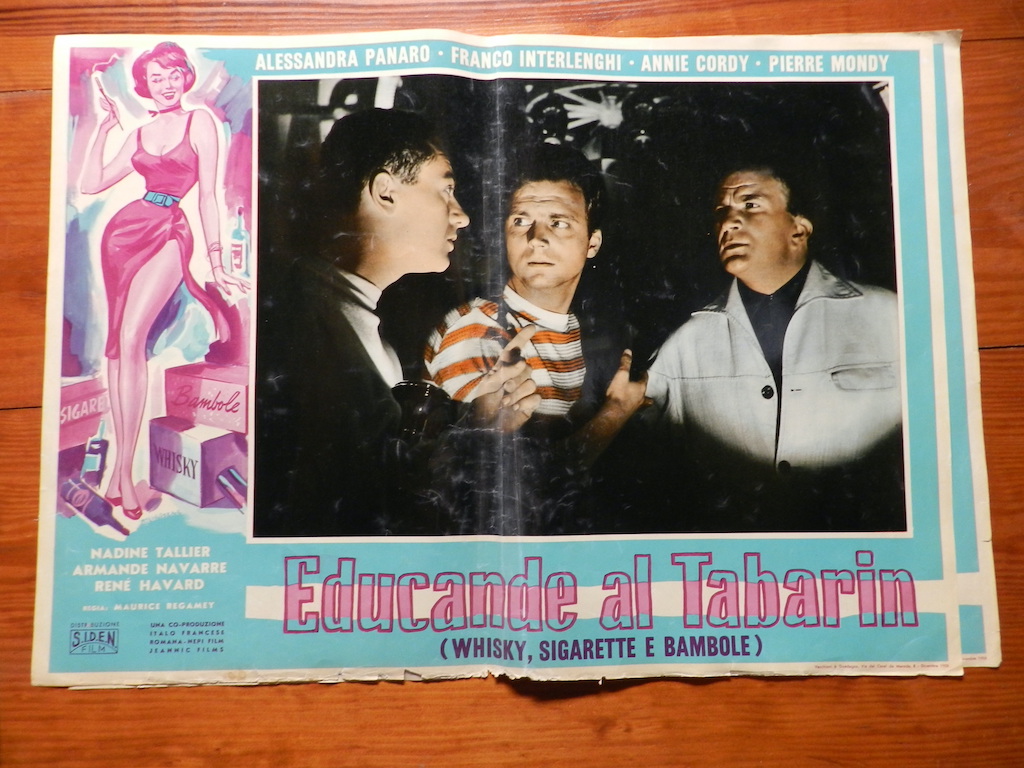 ALESSANDRA PANARO · FRANCO INTERLENGHI · ANNIE CORDY · PIERRE MONDY
SIGARE
Bambole
WHISKY
NADINE TALLIER
ARMANDE NAVARRE
RENÉ HAVARD
REGIA: MAURICE REGAMEY
DISTRIBUZIONE
SIDEN
FILM
UNA CO-PRODUZIONE
ITALO FRANCESE
ROMANA-NEPI FILM
JEANNIC FILMS
Educande al Tabarin
(WHISKY, SIGARETTE E BAMBOLE)